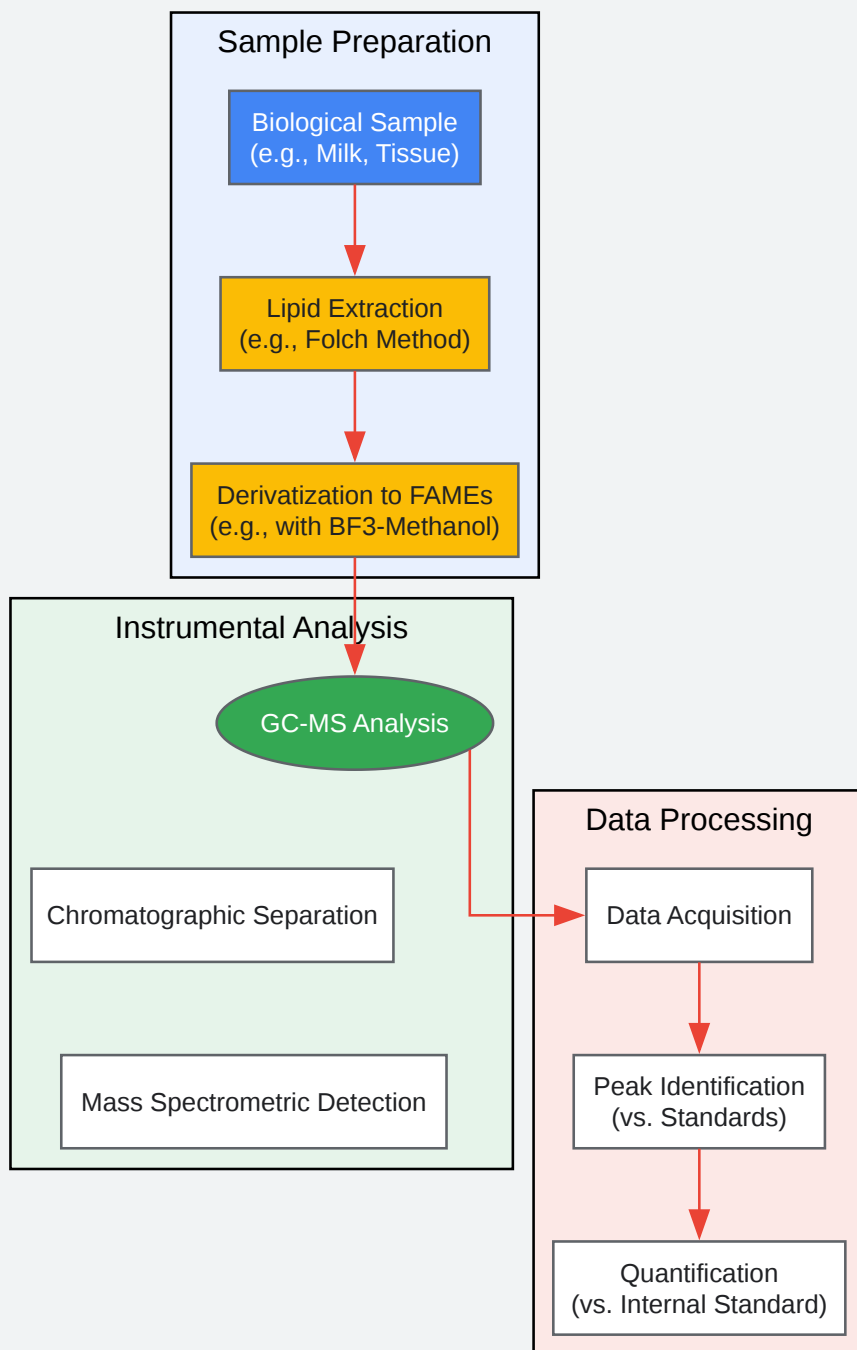 Sample Preparation
Biological Sample
(e.g., Milk, Tissue)
Lipid Extraction
(e.g., Folch Method)
Derivatization to FAMEs
(e.g., with BF3-Methanol)
Instrumental Analysis
GC-MS Analysis
Chromatographic Separation
Mass Spectrometric Detection
Data Processing
Data Acquisition
Peak Identification
(vs. Standards)
Quantification
(vs. Internal Standard)